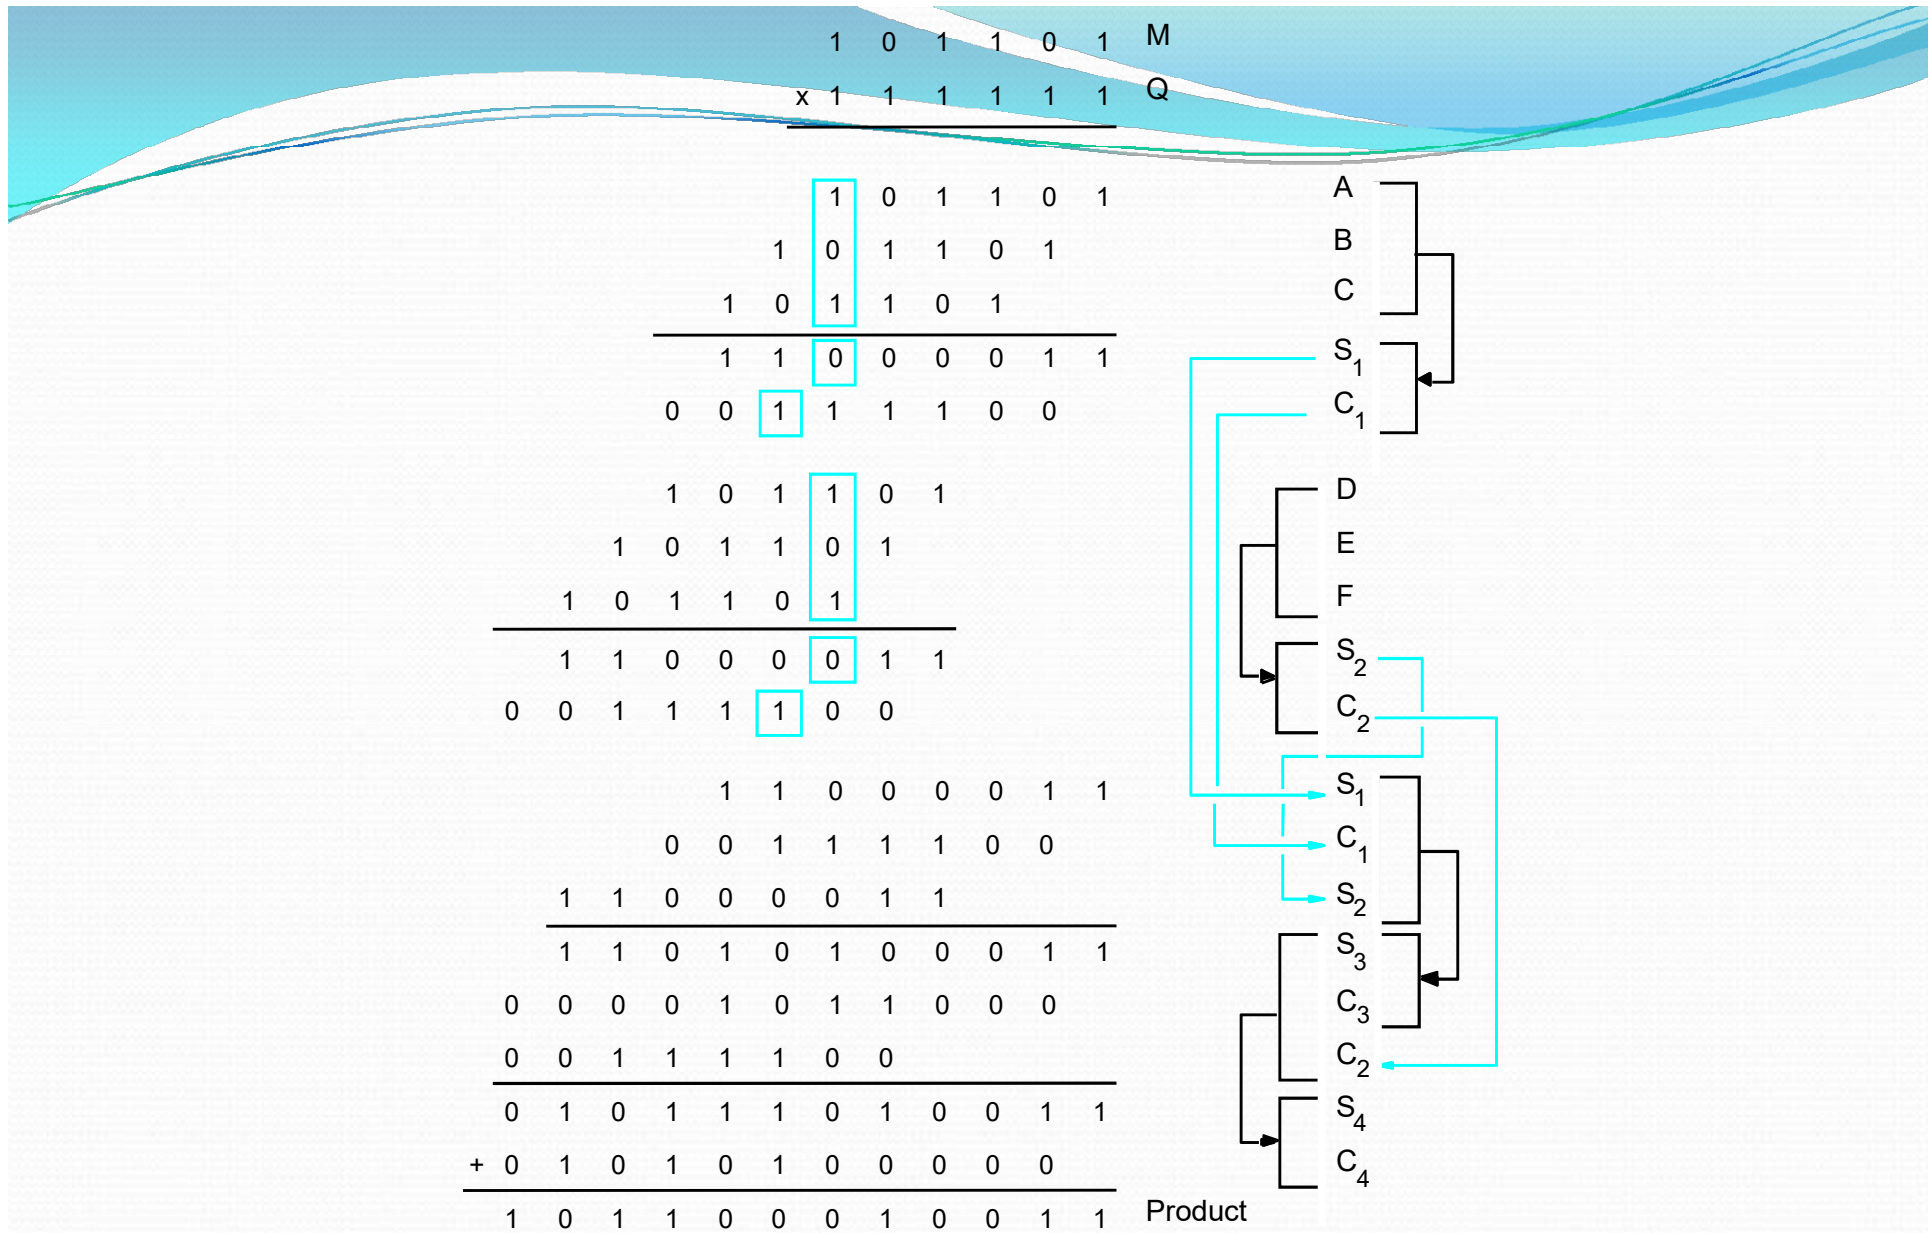 1 0 1 1 0 1 M
x 1 1 1 1 1 1 Q
1 0 1 1 0 1 A
1 0 1 1 0 1 B
1 0 1 1 0 1 C
1 1 0 0 0 0 1 1 S1
0 0 1 1 1 1 0 0 C1
1 0 1 1 0 1 D
1 0 1 1 0 1 E
1 0 1 1 0 1 F
1 1 0 0 0 0 1 1 S2
0 0 1 1 1 1 0 0 C2
1 1 0 0 0 0 1 1 S1
0 0 1 1 1 1 0 0 C1
1 1 0 0 0 0 1 1 S2
1 1 0 1 0 1 0 0 0 1 1 S3
0 0 0 0 1 0 1 1 0 0 0 C3
0 0 1 1 1 1 0 0 C2
0 1 0 1 1 1 0 1 0 0 1 1 S4
+ 0 1 0 1 0 1 0 0 0 0 0 C4
1 0 1 1 0 0 0 1 0 0 1 1 Product